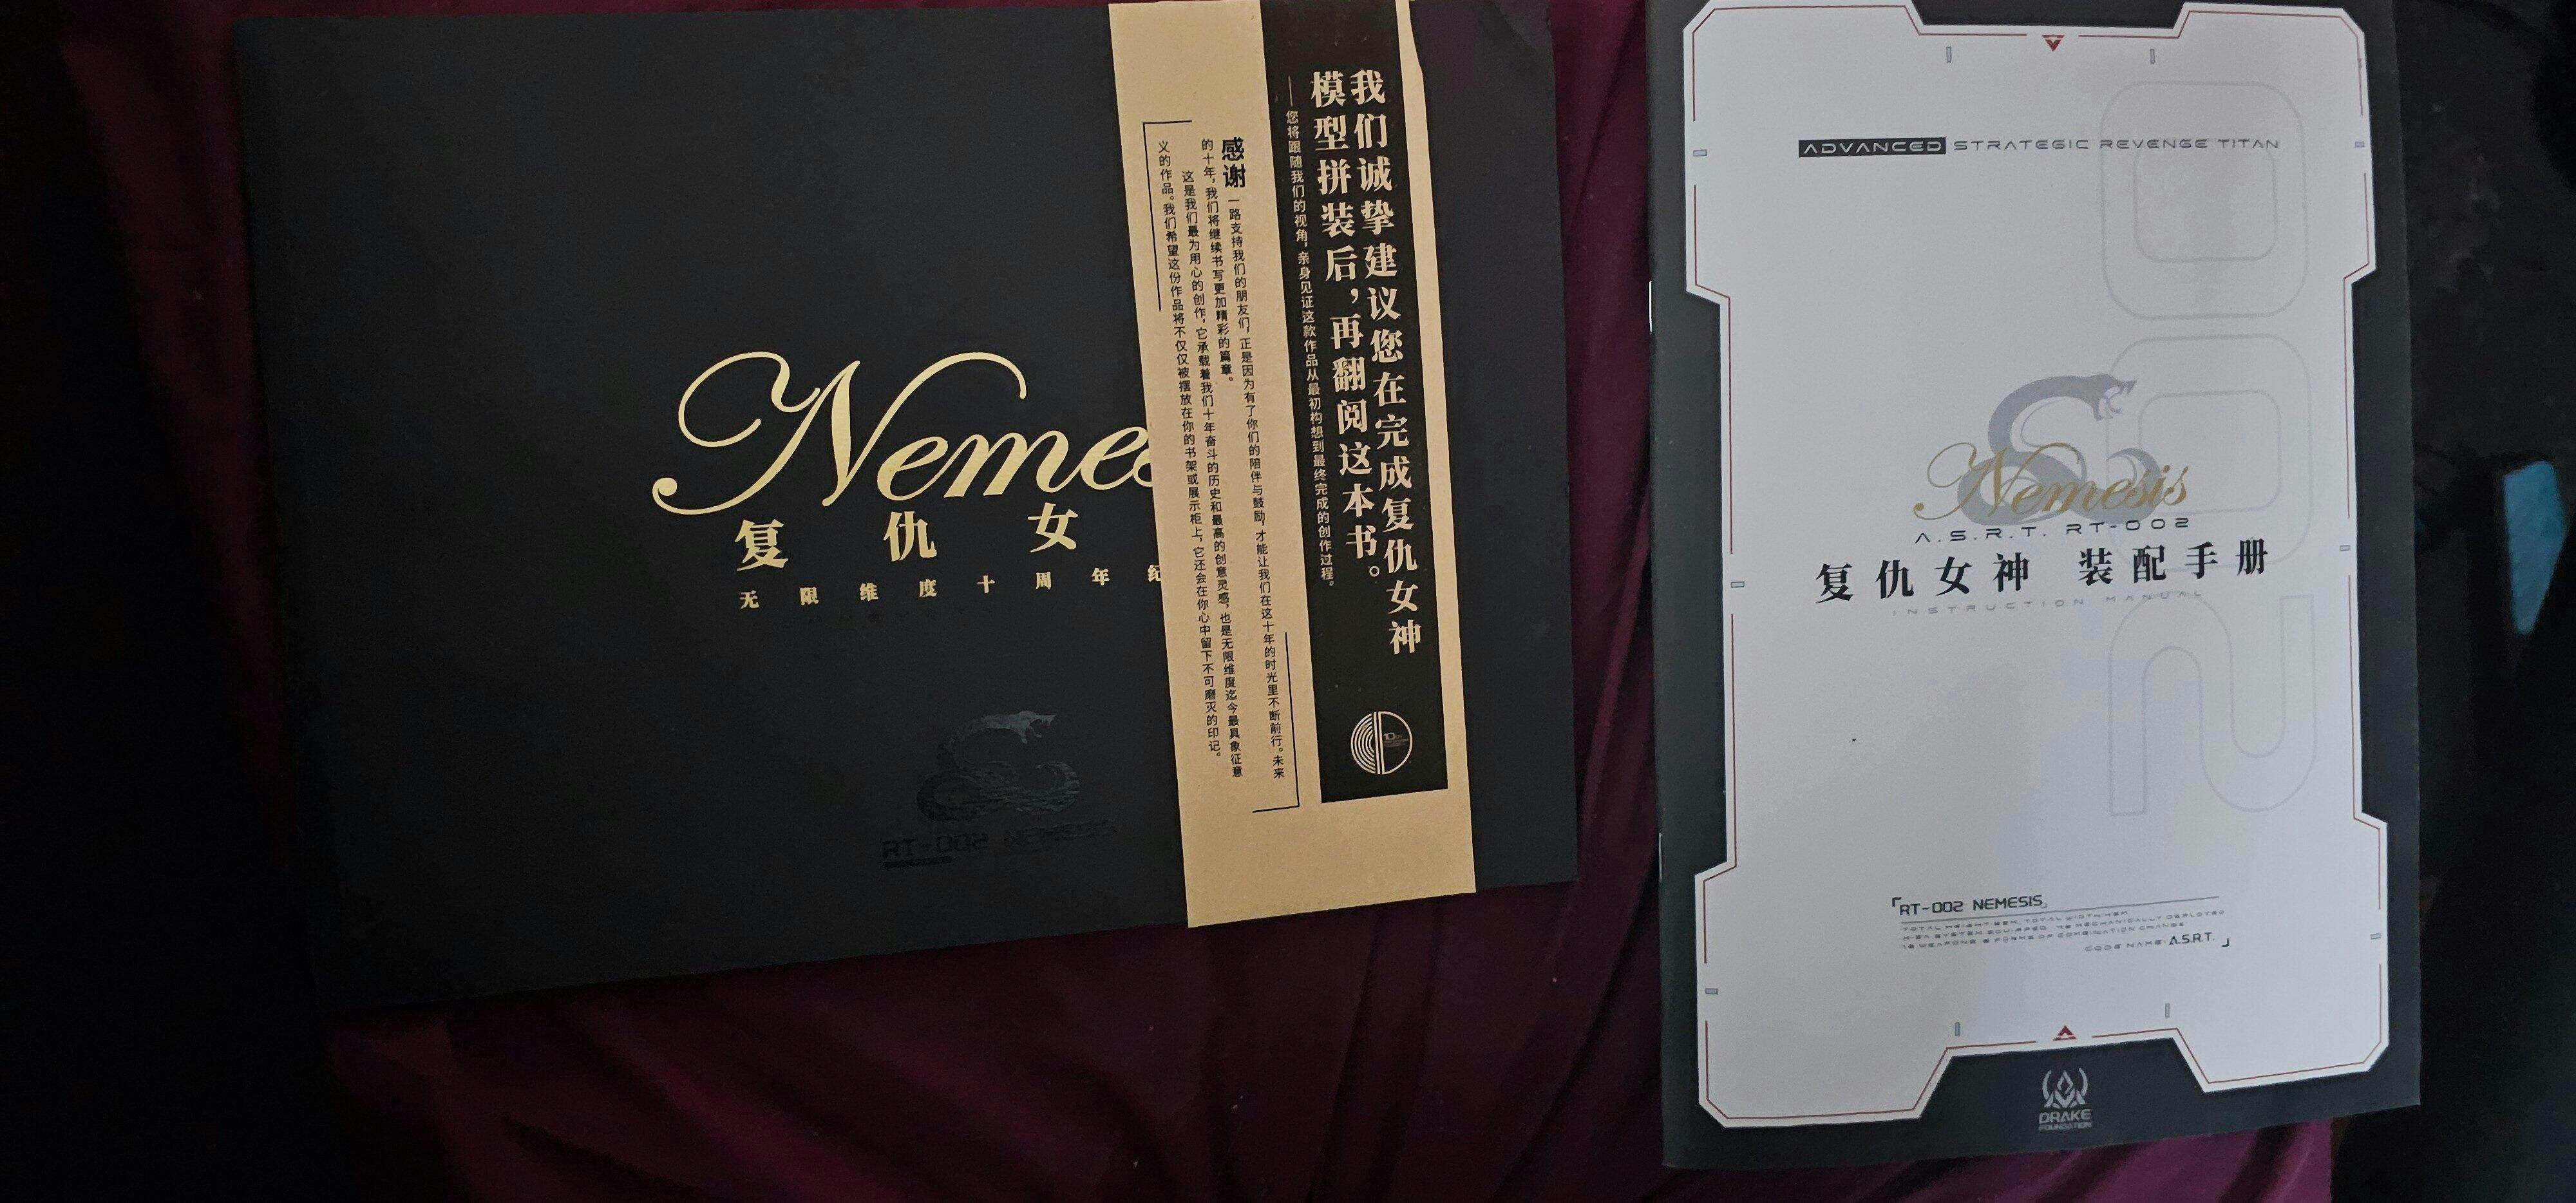 Nemes
复仇女
无限维度十周年纪
RT-002 NEMESIS
我们诚挚建议您在完成复仇女神
模型拼装后，再翻阅这本书。
——您将跟随我们的视角，亲身见证这款作品从最初构想到最终完成的创作过程。
感谢一路支持我们的朋友们，正是因为有了你们的陪伴与鼓励，才能让我们在这十年的时光里不断前行。未来
的十年，我们将继续书写更加精彩的篇章。
这是我们最为用心的创作，它承载着我们十年奋斗的历史和最高的创意灵感，也是无限维度迄今最具象征意
义的作品。我们希望这份作品将不仅仅被摆放在你的书架或展示柜上，它还会在你心中留下不可磨灭的印记。
10th
ADVANCED STRATEGIC REVENGE TITAN
002
Nemesis
A.S.R.T. RT-002
复仇女神 装配手册
INSTRUCTION MANUAL
「RT-002 NEMESIS」
CODE NAME: A.S.R.T.」
DRAKE
FOUNDATION